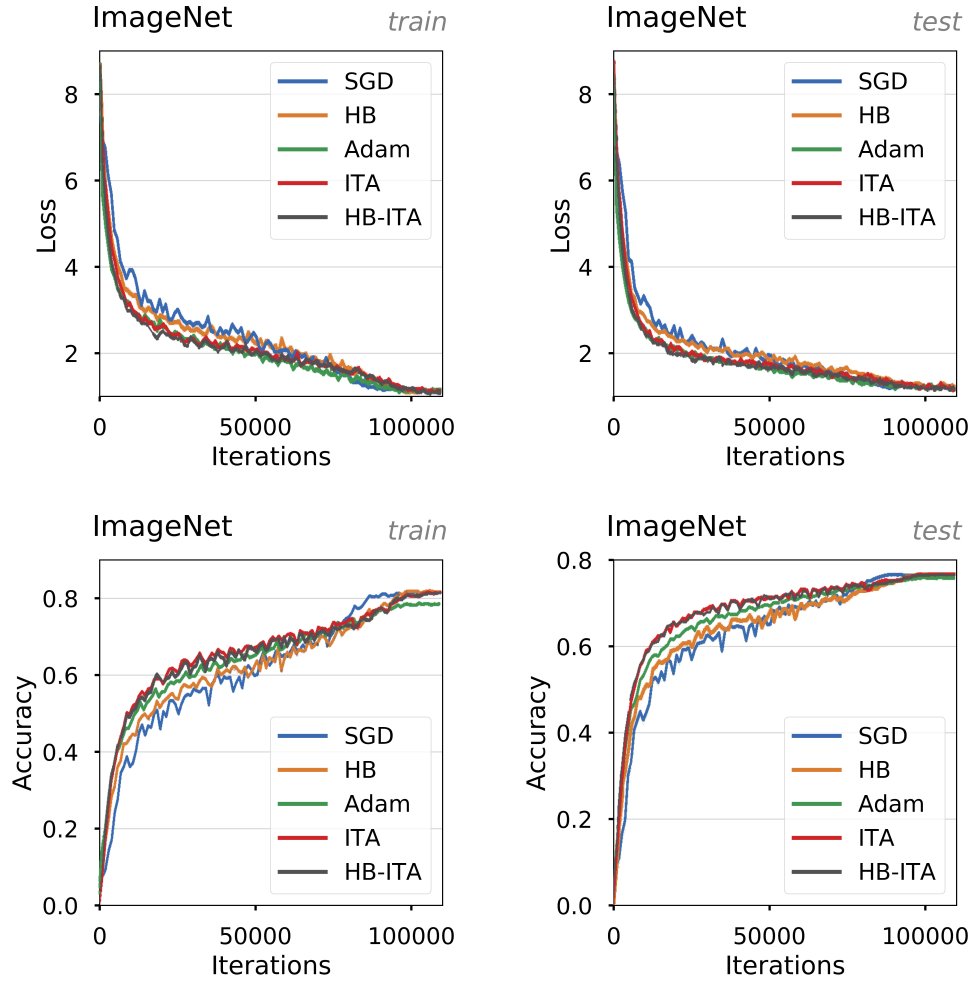 ImageNet train
8
6
4
2
Loss
SGD
HB
Adam
ITA
HB-ITA
0 50000 100000
Iterations
ImageNet test
8
6
4
2
Loss
SGD
HB
Adam
ITA
HB-ITA
0 50000 100000
Iterations
ImageNet train
0.8
0.6
0.4
0.2
0.0
Accuracy
SGD
HB
Adam
ITA
HB-ITA
0 50000 100000
Iterations
ImageNet test
0.8
0.6
0.4
0.2
0.0
Accuracy
SGD
HB
Adam
ITA
HB-ITA
0 50000 100000
Iterations